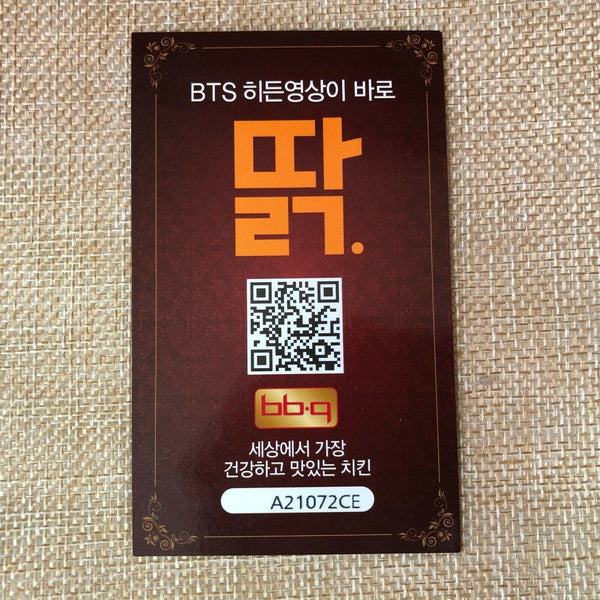 BTS 히든영상이 바로
딹.
bb.q
세상에서 가장
건강하고 맛있는 치킨
A21072CE